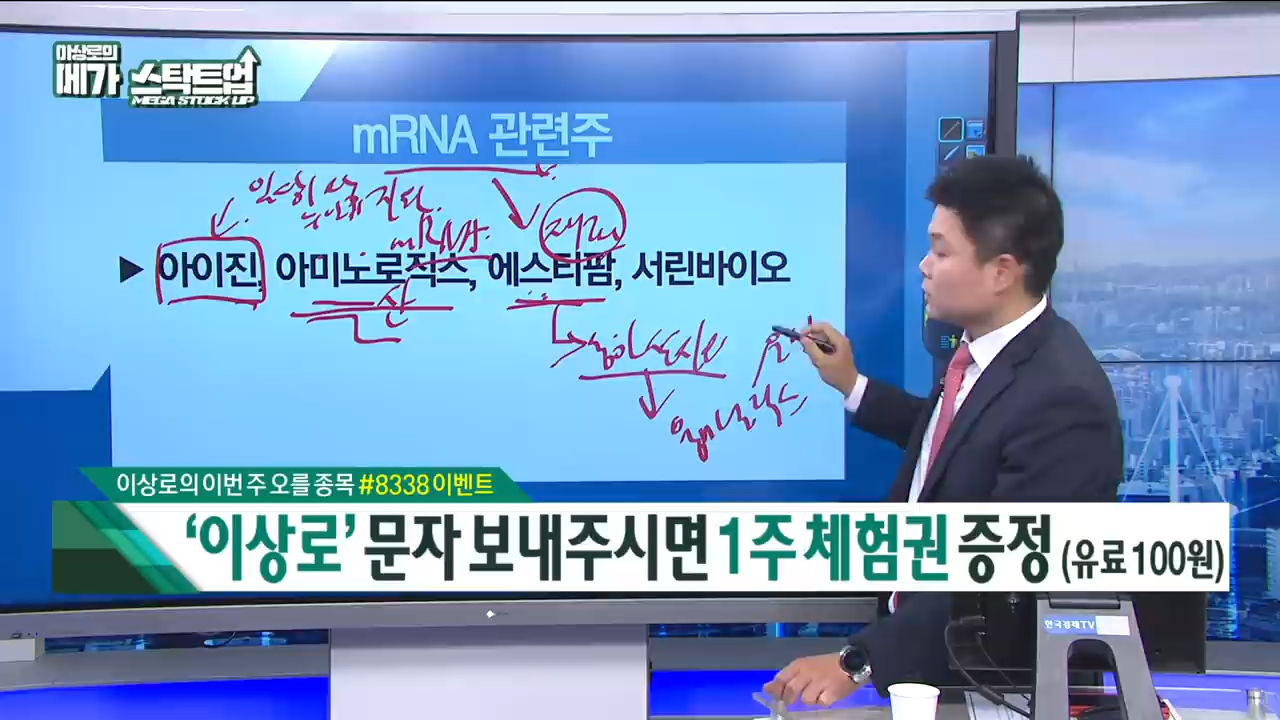 이상로의
메가 스탁트업
MEGA STOCK UP
mRNA 관련주
mRNA
▶ 아이진, 아미노로직스, 에스티팜, 서린바이오
이상로의 이번 주 오를 종목 #8338 이벤트
‘이상로’ 문자 보내주시면 1주 체험권 증정 (유료 100원)
한국경제TV